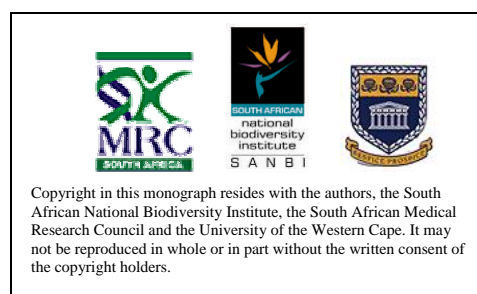 MRC
SOUTH AFRICA
SOUTH AFRICAN
national
biodiversity
institute
S A N B I
Copyright in this monograph resides with the authors, the South
African National Biodiversity Institute, the South African Medical
Research Council and the University of the Western Cape. It may
not be reproduced in whole or in part without the written consent of
the copyright holders.